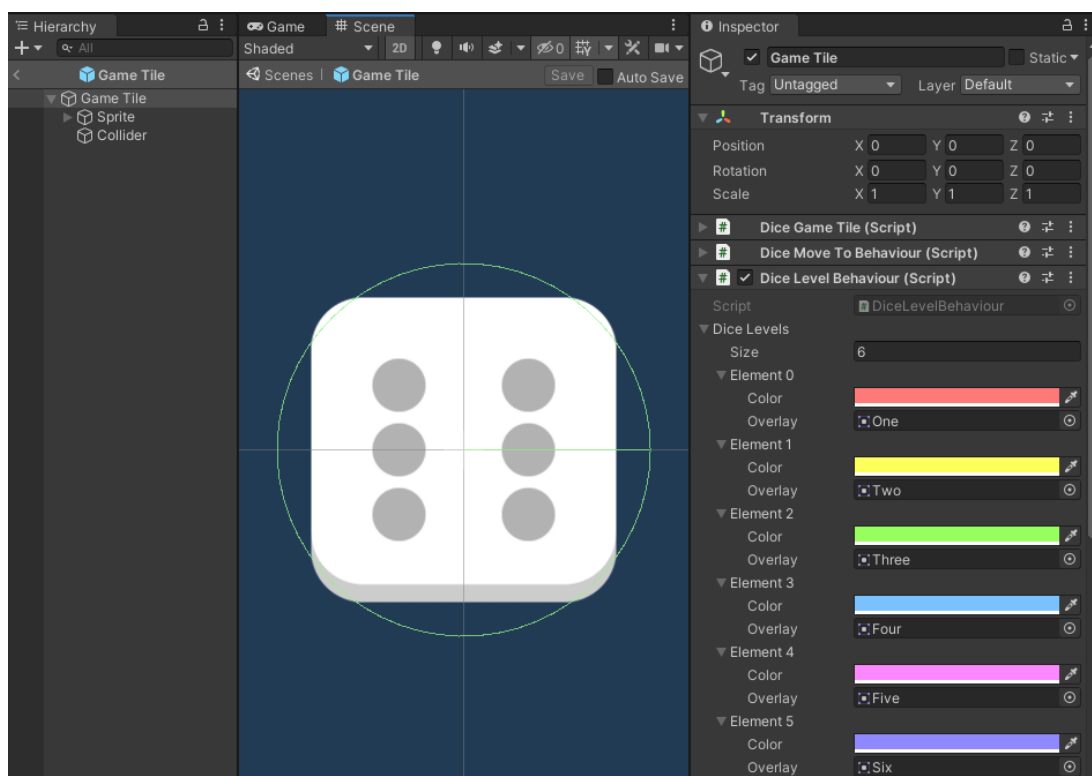 Hierarchy
All
Game Tile
Game Tile
Sprite
Collider
Game
Scene
Shaded
2D
0
Scenes | Game Tile
Save
Auto Save
Inspector
Game Tile
Static
Tag Untagged
Layer Default
Transform
Position X 0 Y 0 Z 0
Rotation X 0 Y 0 Z 0
Scale X 1 Y 1 Z 1
# Dice Game Tile (Script)
# Dice Move To Behaviour (Script)
# Dice Level Behaviour (Script)
Script DiceLevelBehaviour
Dice Levels
Size 6
Element 0
Color
Overlay One
Element 1
Color
Overlay Two
Element 2
Color
Overlay Three
Element 3
Color
Overlay Four
Element 4
Color
Overlay Five
Element 5
Color
Overlay Six